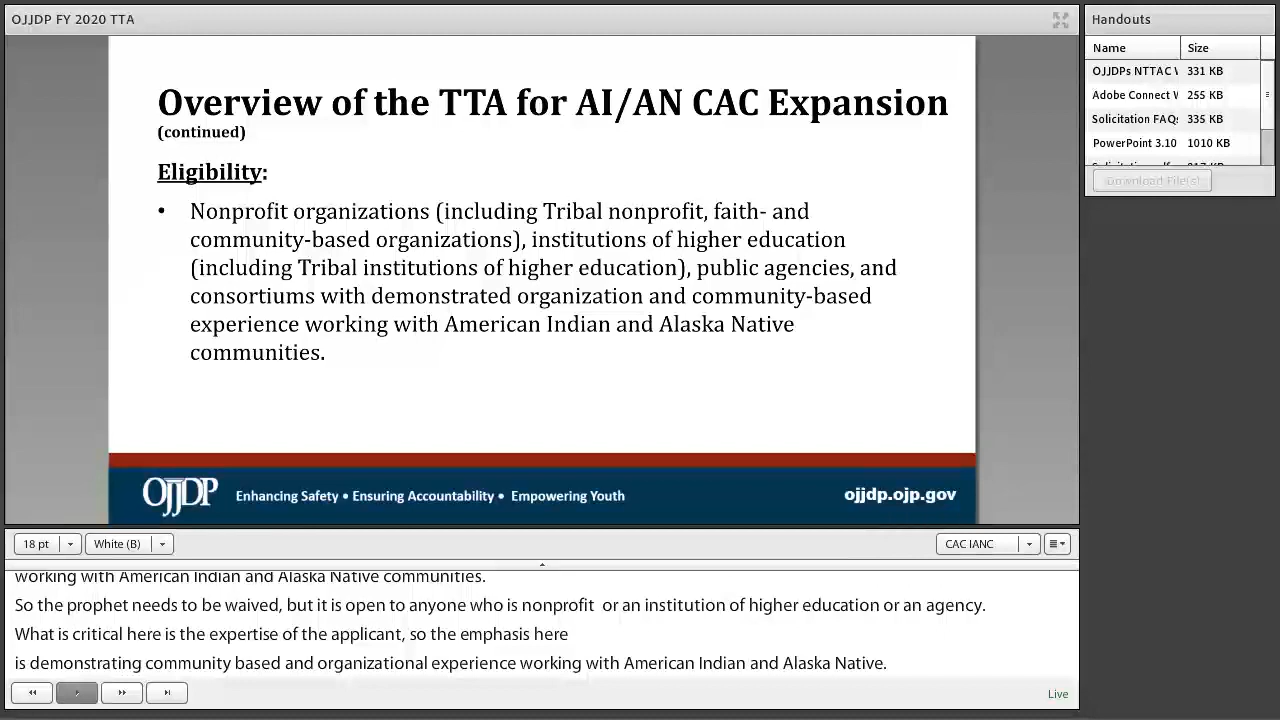 OJJDP FY 2020 TTA
Overview of the TTA for AI/AN CAC Expansion
(continued)
Eligibility:
• Nonprofit organizations (including Tribal nonprofit, faith- and
community-based organizations), institutions of higher education
(including Tribal institutions of higher education), public agencies, and
consortiums with demonstrated organization and community-based
experience working with American Indian and Alaska Native
communities.
OJJDP Enhancing Safety • Ensuring Accountability • Empowering Youth ojjdp.ojp.gov
18 pt White (B) CAC IANC
working with American Indian and Alaska Native communities.
So the prophet needs to be waived, but it is open to anyone who is nonprofit or an institution of higher education or an agency.
What is critical here is the expertise of the applicant, so the emphasis here
is demonstrating community based and organizational experience working with American Indian and Alaska Native.
Live
Handouts
Name Size
OJJDPs NTTAC 331 KB
Adobe Connect 255 KB
Solicitation FAQs 335 KB
PowerPoint 3.10 1010 KB
Download File(s)